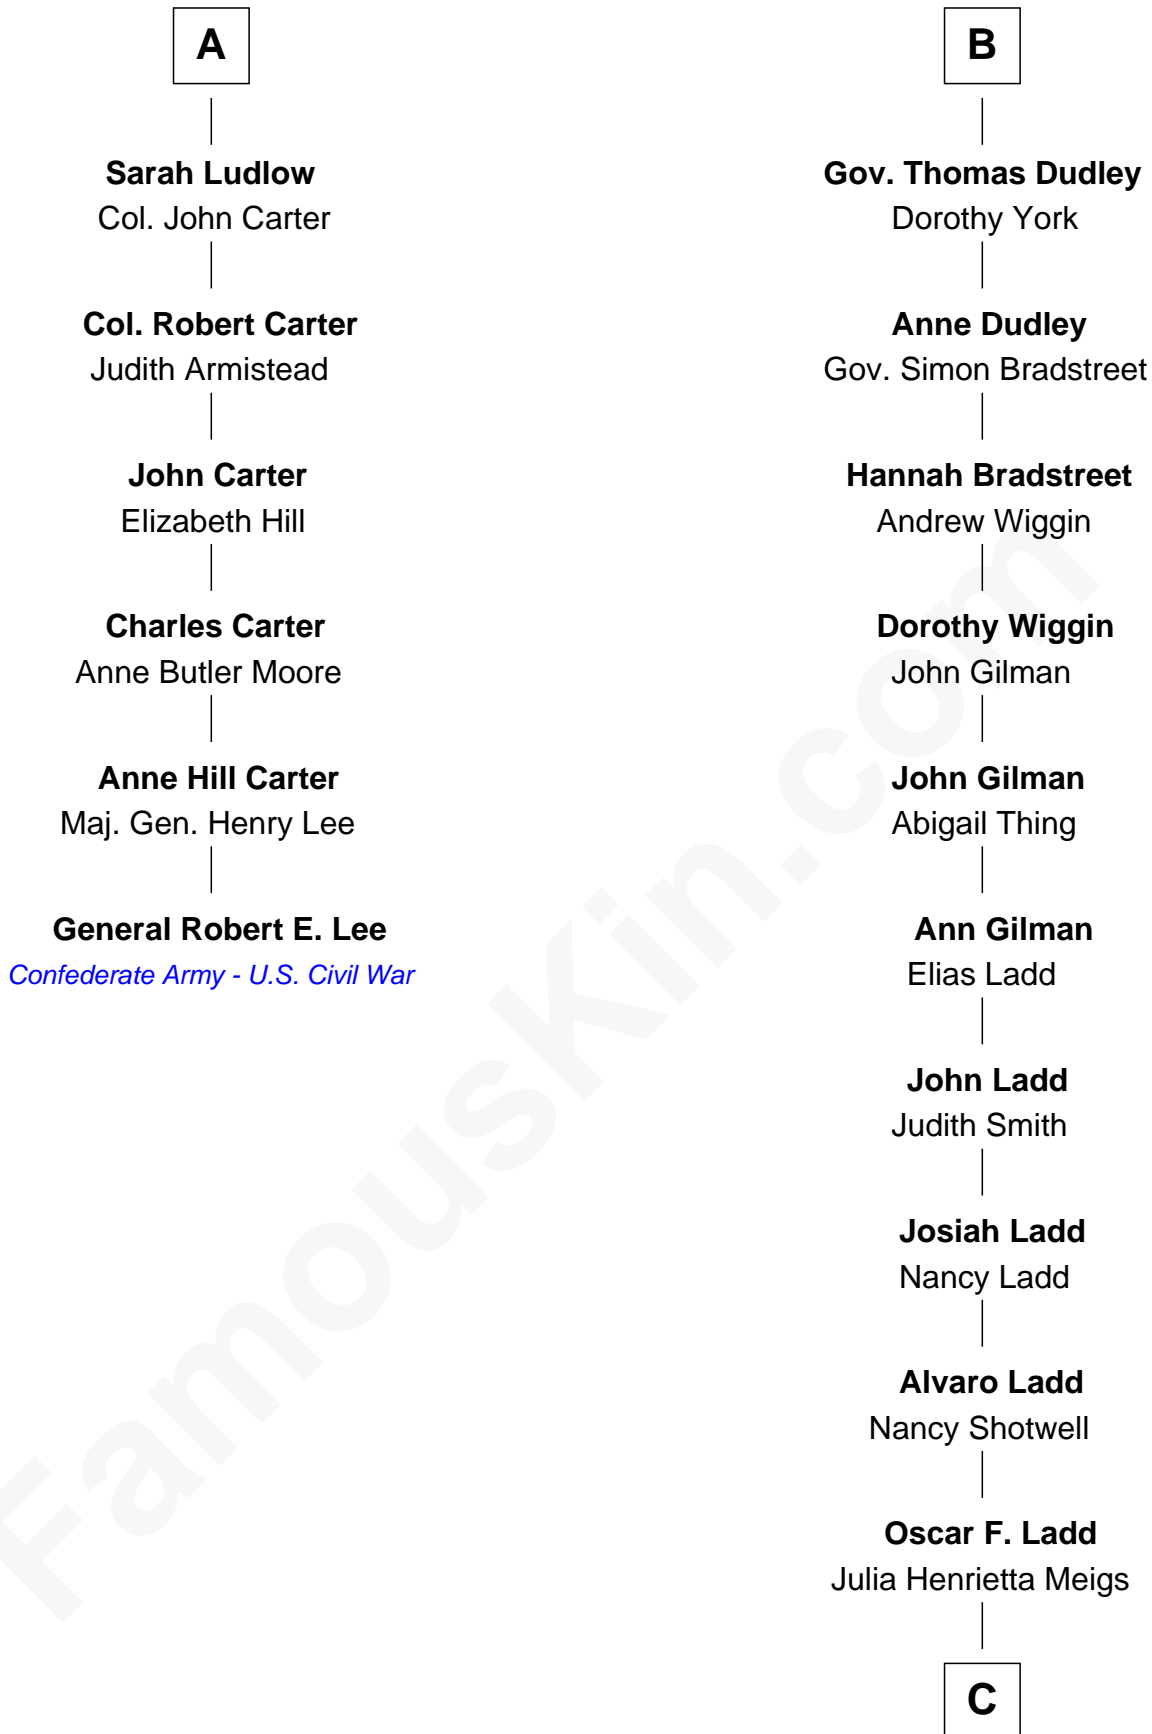 A
Sarah Ludlow
Col. John Carter
Col. Robert Carter
Judith Armistead
John Carter
Elizabeth Hill
Charles Carter
Anne Butler Moore
Anne Hill Carter
Maj. Gen. Henry Lee
General Robert E. Lee
Confederate Army - U.S. Civil War
B
Gov. Thomas Dudley
Dorothy York
Anne Dudley
Gov. Simon Bradstreet
Hannah Bradstreet
Andrew Wiggin
Dorothy Wiggin
John Gilman
John Gilman
Abigail Thing
Ann Gilman
Elias Ladd
John Ladd
Judith Smith
Josiah Ladd
Nancy Ladd
Alvaro Ladd
Nancy Shotwell
Oscar F. Ladd
Julia Henrietta Meigs
C
FamousKin.com